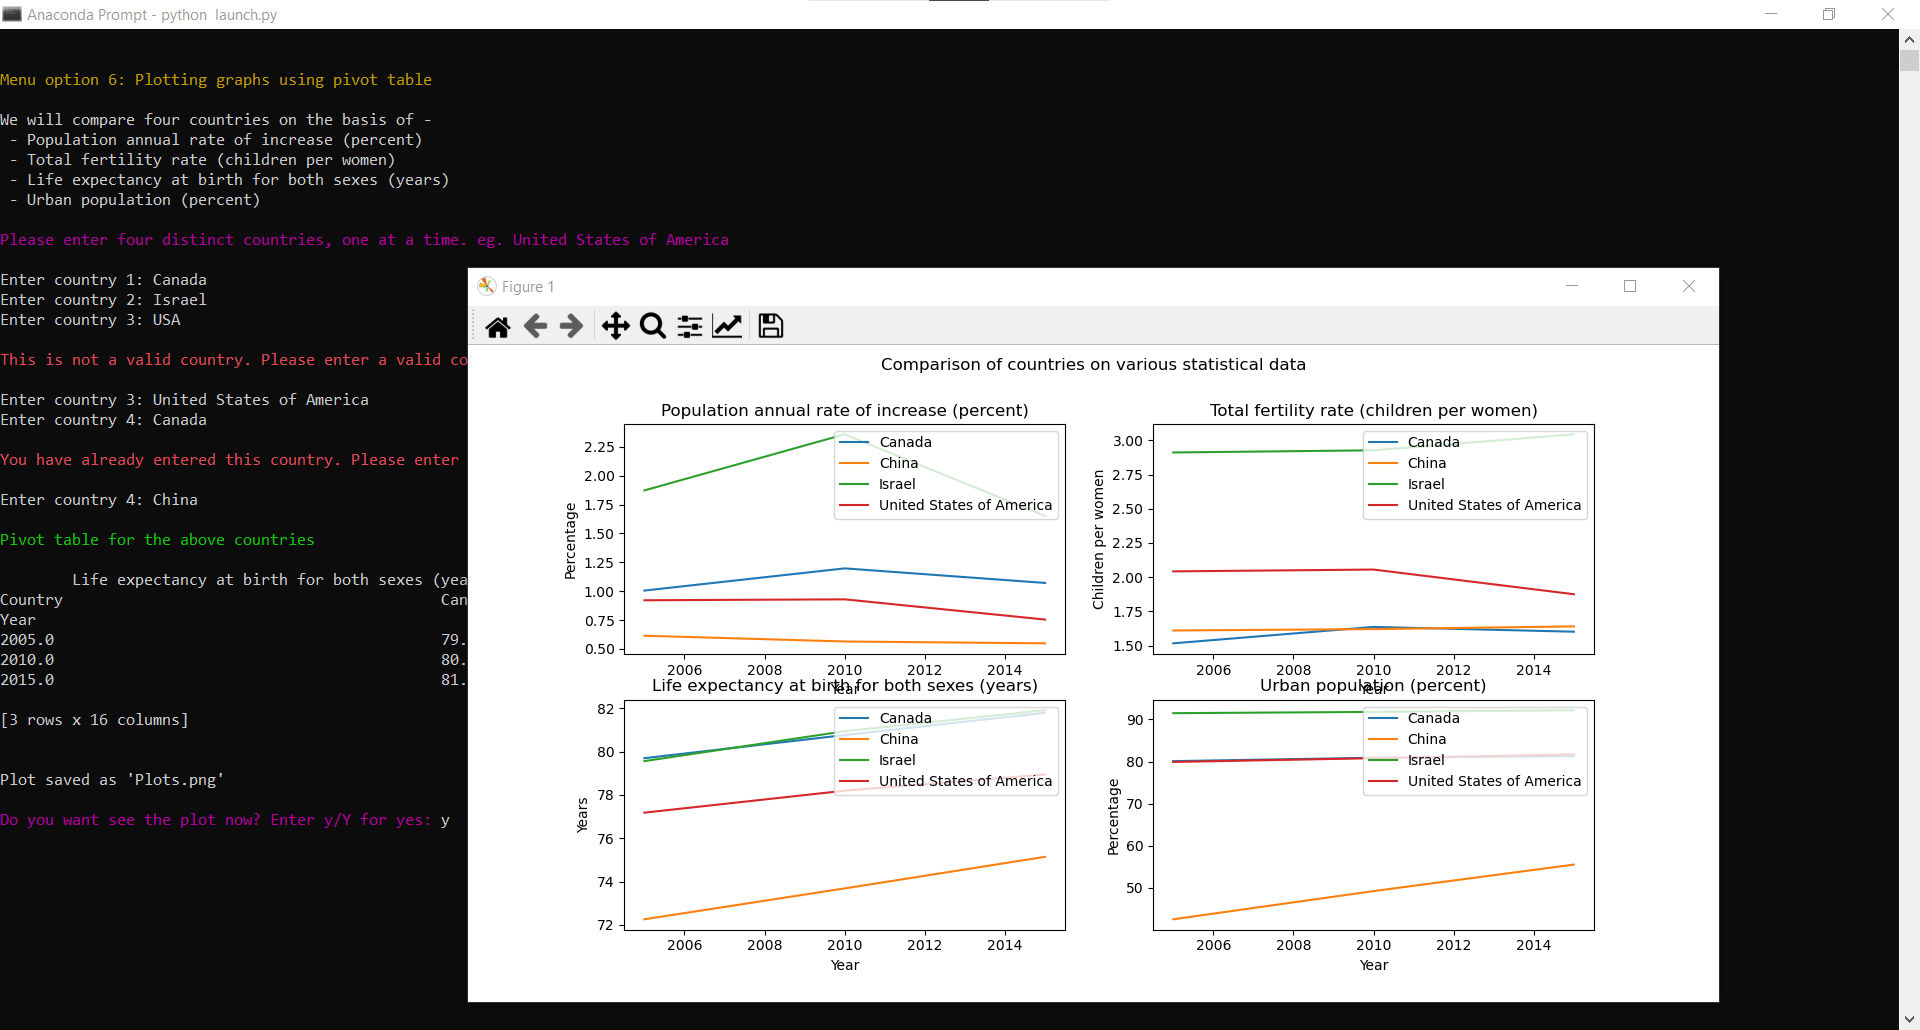 Anaconda Prompt - python  launch.py
Menu option 6: Plotting graphs using pivot table
We will compare four countries on the basis of -
- Population annual rate of increase (percent)
- Total fertility rate (children per women)
- Life expectancy at birth for both sexes (years)
- Urban population (percent)
Please enter four distinct countries, one at a time. eg. United States of America
Enter country 1: Canada
Enter country 2: Israel
Enter country 3: USA
This is not a valid country. Please enter a valid co
Enter country 3: United States of America
Enter country 4: Canada
You have already entered this country. Please enter
Enter country 4: China
Pivot table for the above countries
Life expectancy at birth for both sexes (yea
Country Can
Year
2005.0 79.
2010.0 80.
2015.0 81.
[3 rows x 16 columns]
Plot saved as 'Plots.png'
Do you want see the plot now? Enter y/Y for yes: y
Figure 1
Comparison of countries on various statistical data
Population annual rate of increase (percent)
Percentage
2.25
2.00
1.75
1.50
1.25
1.00
0.75
0.50
Canada
China
Israel
United States of America
2006 2008 2010 2012 2014
Year
Total fertility rate (children per women)
Children per women
3.00
2.75
2.50
2.25
2.00
1.75
1.50
Canada
China
Israel
United States of America
2006 2008 2010 2012 2014
Year
Life expectancy at birth for both sexes (years)
Years
82
80
78
76
74
72
Canada
China
Israel
United States of America
2006 2008 2010 2012 2014
Year
Urban population (percent)
Percentage
90
80
70
60
50
Canada
China
Israel
United States of America
2006 2008 2010 2012 2014
Year